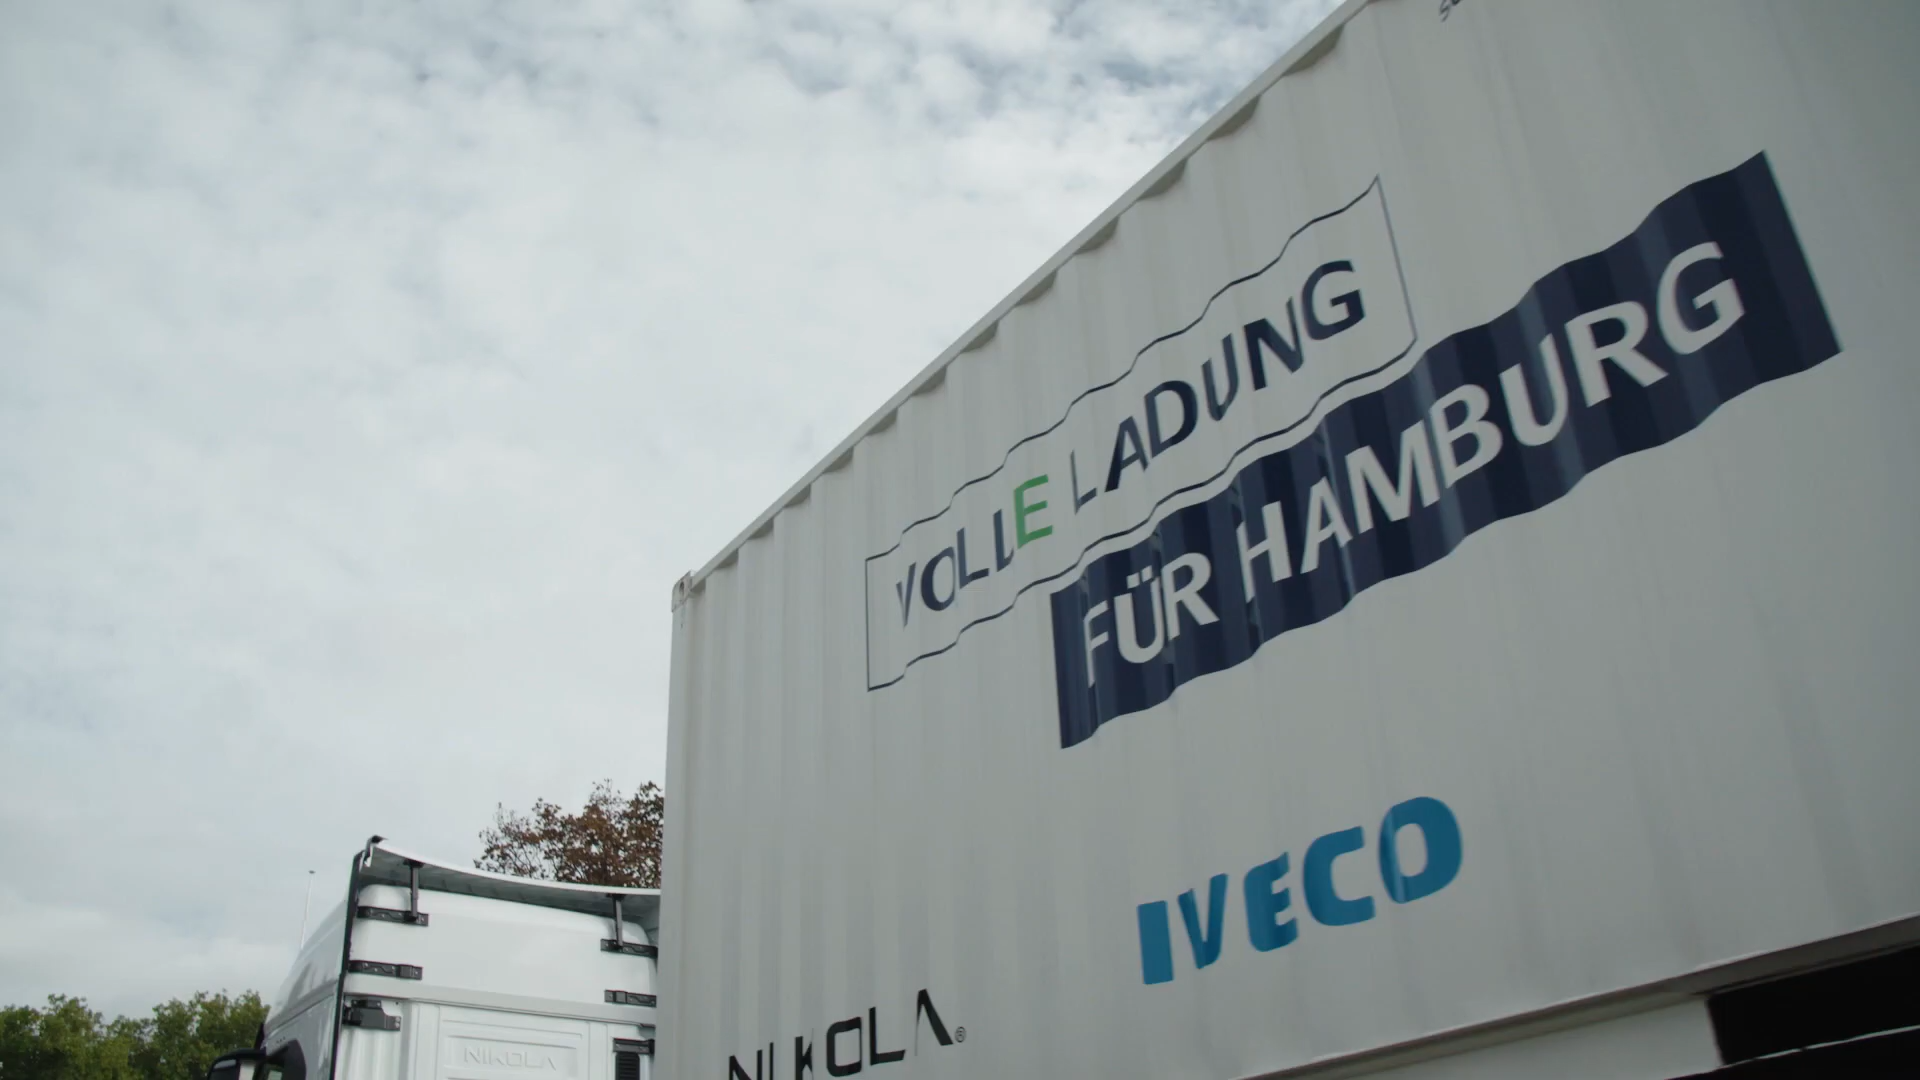 VOLLE LADUNG
FÜR HAMBURG
IVECO
NIKOLA®
NIKOLA